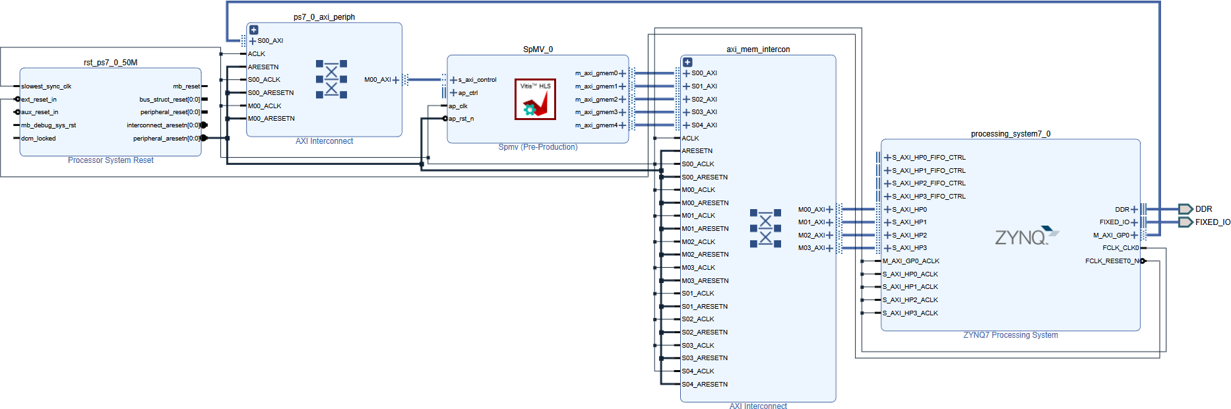 ps7_0_axi_periph
S00_AXI
ACLK
ARESETN
S00_ACLK
S00_ARESETN
M00_ACLK
M00_ARESETN
M00_AXI
AXI Interconnect
rst_ps7_0_50M
slowest_sync_clk
ext_reset_in
aux_reset_in
mb_debug_sys_rst
dcm_locked
mb_reset
bus_struct_reset[0:0]
peripheral_reset[0:0]
interconnect_aresetn[0:0]
peripheral_aresetn[0:0]
Processor System Reset
SpMV_0
s_axi_control
ap_ctrl
ap_clk
ap_rst_n
Vitis™ HLS
m_axi_gmem0
m_axi_gmem1
m_axi_gmem2
m_axi_gmem3
m_axi_gmem4
Spmv (Pre-Production)
axi_mem_intercon
S00_AXI
S01_AXI
S02_AXI
S03_AXI
S04_AXI
ACLK
ARESETN
S00_ACLK
S00_ARESETN
M00_ACLK
M00_ARESETN
M01_ACLK
M01_ARESETN
M02_ACLK
M02_ARESETN
M03_ACLK
M03_ARESETN
S01_ACLK
S01_ARESETN
S02_ACLK
S02_ARESETN
S03_ACLK
S03_ARESETN
S04_ACLK
S04_ARESETN
M00_AXI
M01_AXI
M02_AXI
M03_AXI
AXI Interconnect
processing_system7_0
S_AXI_HP0_FIFO_CTRL
S_AXI_HP1_FIFO_CTRL
S_AXI_HP2_FIFO_CTRL
S_AXI_HP3_FIFO_CTRL
S_AXI_HP0
S_AXI_HP1
S_AXI_HP2
S_AXI_HP3
M_AXI_GP0_ACLK
S_AXI_HP0_ACLK
S_AXI_HP1_ACLK
S_AXI_HP2_ACLK
S_AXI_HP3_ACLK
ZYNQ
DDR
FIXED_IO
M_AXI_GP0
FCLK_CLK0
FCLK_RESET0_N
ZYNQ7 Processing System
DDR
FIXED_IO